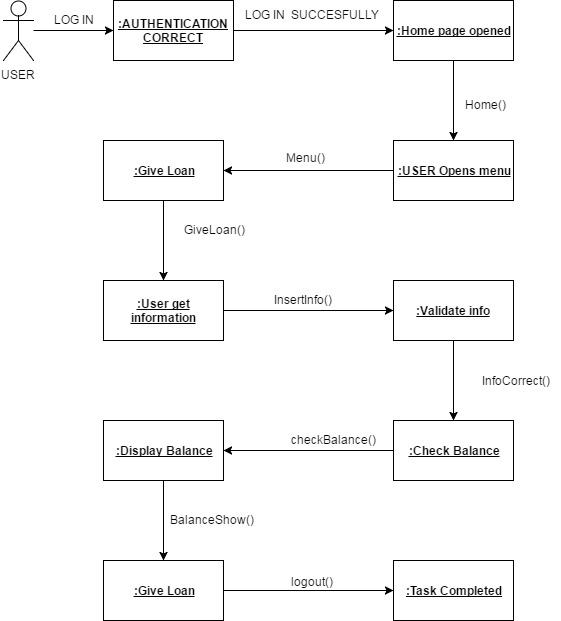 LOG IN
:AUTHENTICATION
CORRECT
LOG IN  SUCCESFULLY
:Home page opened
USER
Home()
:USER Opens menu
Menu()
:Give Loan
GiveLoan()
:User get
information
InsertInfo()
:Validate info
InfoCorrect()
:Check Balance
checkBalance()
:Display Balance
BalanceShow()
:Give Loan
logout()
:Task Completed